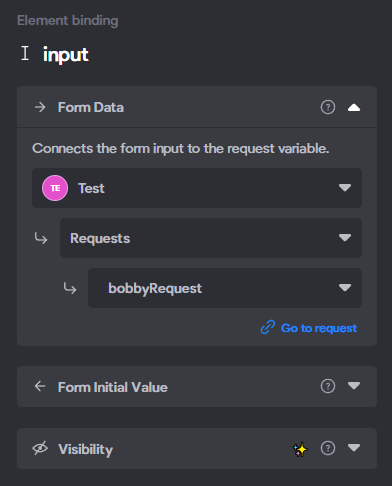 Element binding
input
Form Data
Connects the form input to the request variable.
TE Test
Requests
bobbyRequest
Go to request
Form Initial Value
Visibility